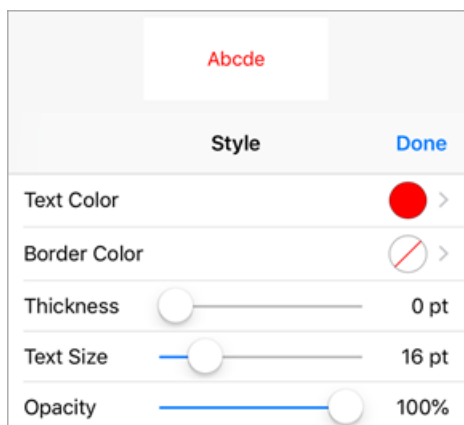 Abcde
Style Done
Text Color
Border Color
Thickness 0 pt
Text Size 16 pt
Opacity 100%